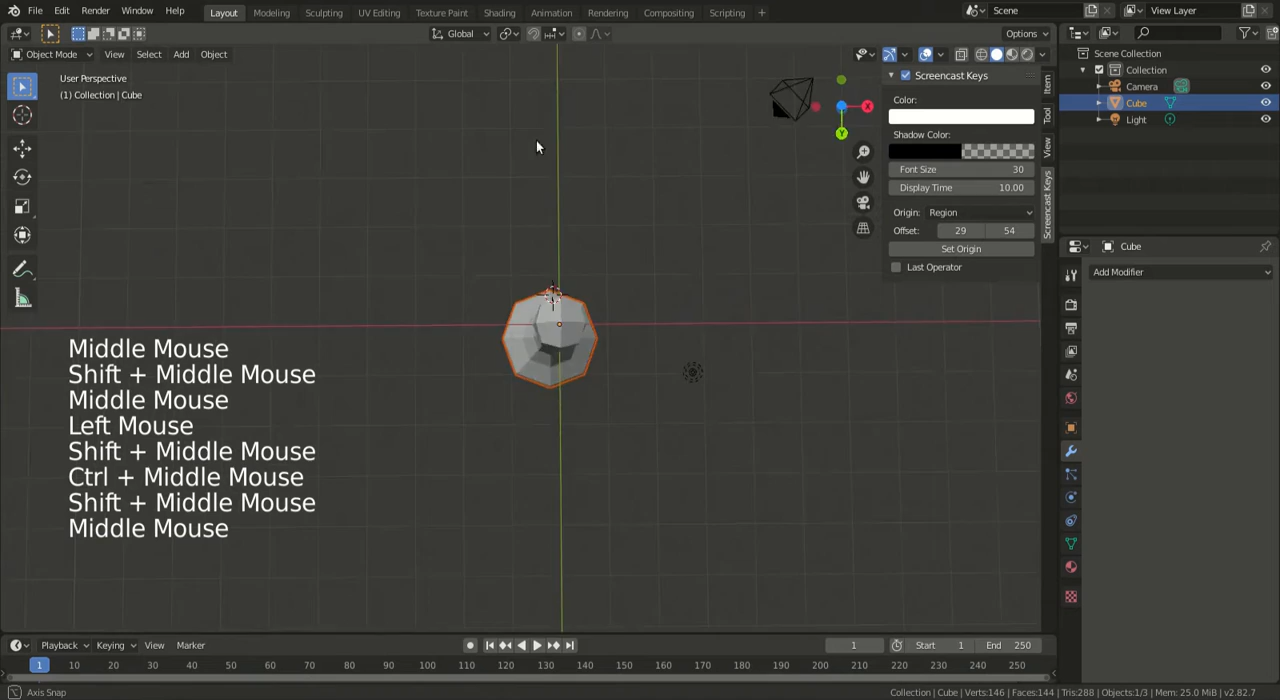 File Edit Render Window Help Layout Modeling Sculpting UV Editing Texture Paint Shading Animation Rendering Compositing Scripting + Scene View Layer
Global Options
Object Mode View Select Add Object
User Perspective
(1) Collection | Cube
X
Y
Screencast Keys
Color:
Shadow Color:
Font Size 30
Display Time 10.00
Origin: Region
Offset: 29 54
Set Origin
Last Operator
Item
Tool
View
Screencast Keys
Scene Collection
Collection
Camera
Cube
Light
Cube
Add Modifier
Middle Mouse
Shift + Middle Mouse
Middle Mouse
Left Mouse
Shift + Middle Mouse
Ctrl + Middle Mouse
Shift + Middle Mouse
Middle Mouse
Playback Keying View Marker 1 Start 1 End 250
1 10 20 30 40 50 60 70 80 90 100 110 120 130 140 150 160 170 180 190 200 210 220 230 240 250
Axis Snap
Collection | Cube | Verts:146 | Faces:144 | Tris:288 | Objects:1/3 | Mem: 25.0 MiB | v2.82.7